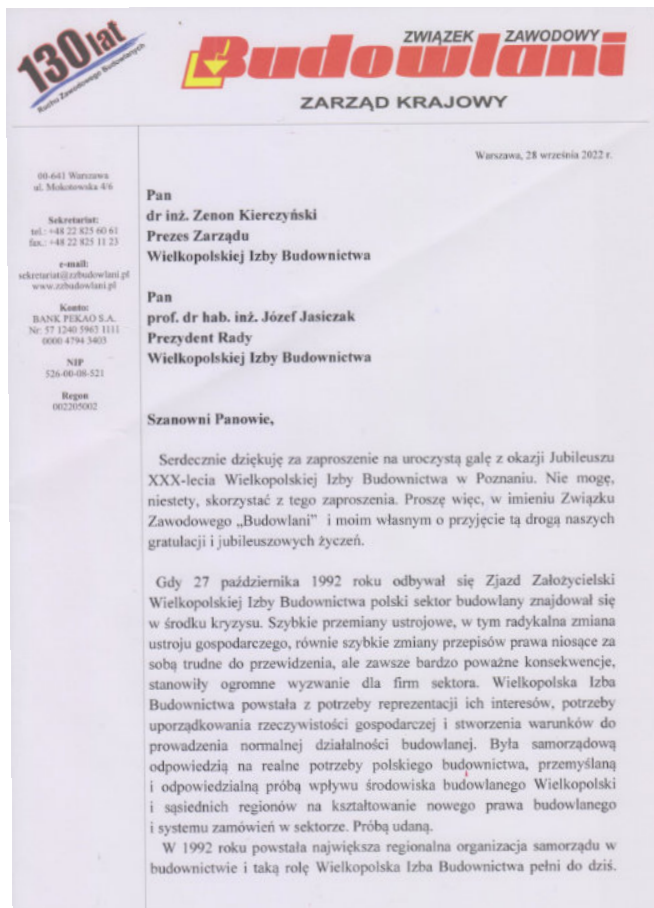 130 lat
Ruchu Zawodowego Budowlanych
ZWIĄZEK ZAWODOWY
Budowlani
ZARZĄD KRAJOWY
Warszawa, 28 września 2022 r.
00-641 Warszawa
ul. Mokotowska 4/6
Sekretariat:
tel.: +48 22 825 60 61
fax.: +48 22 825 11 23
e-mail:
sekretariat@zzbudowlani.pl
www.zzbudowlani.pl
Konto:
BANK PEKAO S.A.
Nr: 57 1240 5963 1111
0000 4794 3403
NIP
526-00-08-521
Regon
002205002
Pan
dr inż. Zenon Kierczyński
Prezes Zarządu
Wielkopolskiej Izby Budownictwa
Pan
prof. dr hab. inż. Józef Jasiczak
Prezydent Rady
Wielkopolskiej Izby Budownictwa
Szanowni Panowie,
Serdecznie dziękuję za zaproszenie na uroczystą galę z okazji Jubileuszu
XXX-lecia Wielkopolskiej Izby Budownictwa w Poznaniu. Nie mogę,
niestety, skorzystać z tego zaproszenia. Proszę więc, w imieniu Związku
Zawodowego „Budowlani” i moim własnym o przyjęcie tą drogą naszych
gratulacji i jubileuszowych życzeń.
Gdy 27 października 1992 roku odbywał się Zjazd Założycielski
Wielkopolskiej Izby Budownictwa polski sektor budowlany znajdował się
w środku kryzysu. Szybkie przemiany ustrojowe, w tym radykalna zmiana
ustroju gospodarczego, równie szybkie zmiany przepisów prawa niosące za
sobą trudne do przewidzenia, ale zawsze bardzo poważne konsekwencje,
stanowiły ogromne wyzwanie dla firm sektora. Wielkopolska Izba
Budownictwa powstała z potrzeby reprezentacji ich interesów, potrzeby
uporządkowania rzeczywistości gospodarczej i stworzenia warunków do
prowadzenia normalnej działalności budowlanej. Była samorządową
odpowiedzią na realne potrzeby polskiego budownictwa, przemyślaną
i odpowiedzialną próbą wpływu środowiska budowlanego Wielkopolski
i sąsiednich regionów na kształtowanie nowego prawa budowlanego
i systemu zamówień w sektorze. Próbą udaną.
W 1992 roku powstała największa regionalna organizacja samorządu w
budownictwie i taką rolę Wielkopolska Izba Budownictwa pełni do dziś.